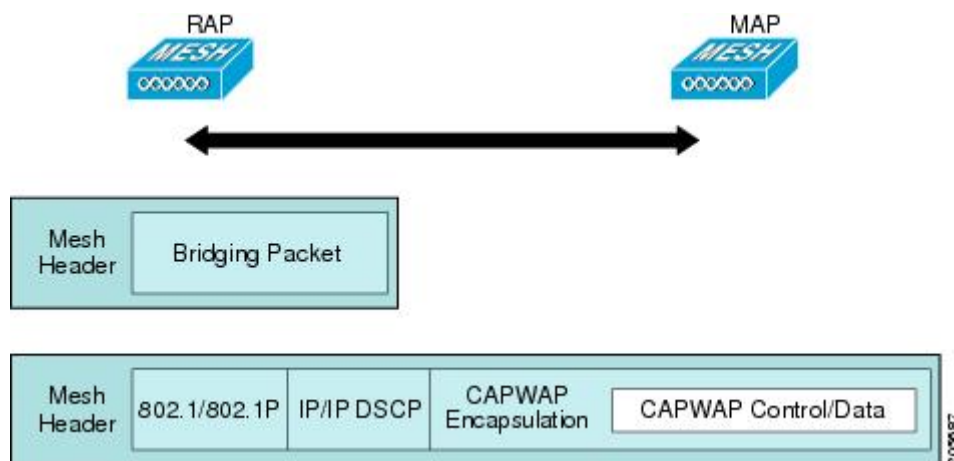 RAP
MAP
MESH
MESH
Mesh
Header
Bridging Packet
Mesh
Header
802.1/802.1P
IP/IP DSCP
CAPWAP
Encapsulation
CAPWAP Control/Data